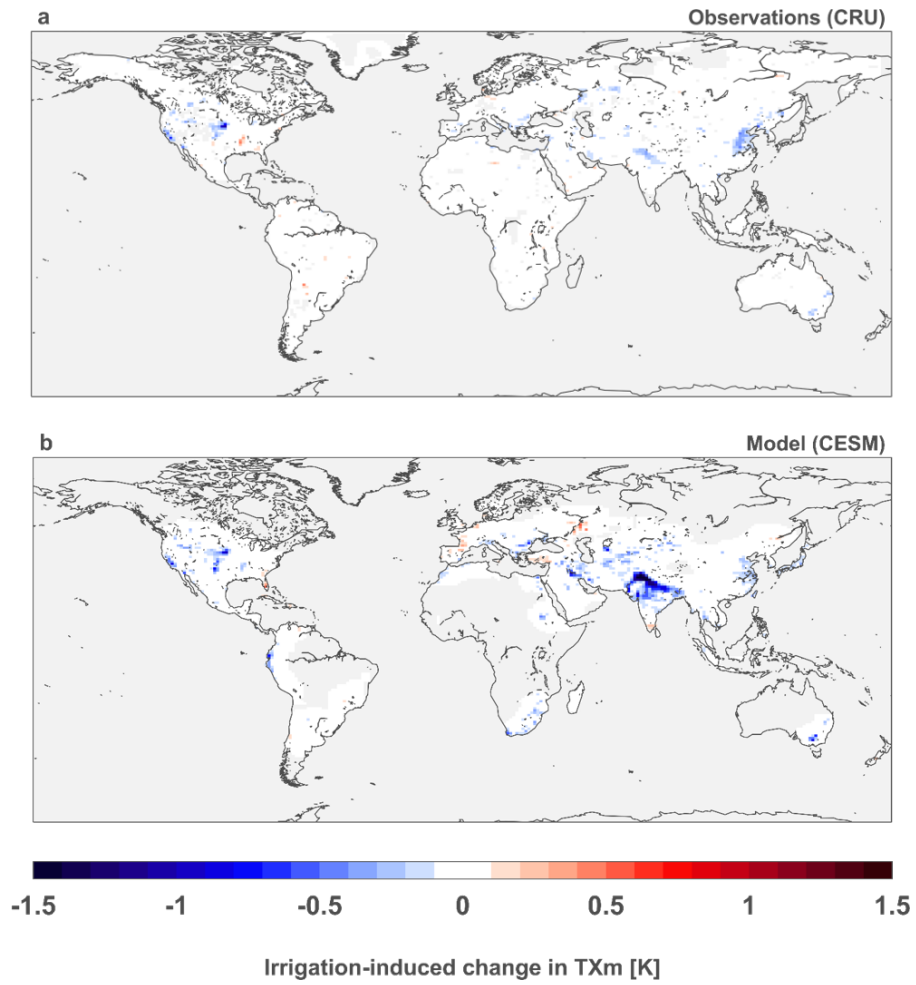 a Observations (CRU)
b Model (CESM)
-1.5 -1 -0.5 0 0.5 1 1.5
Irrigation-induced change in TXm [K]